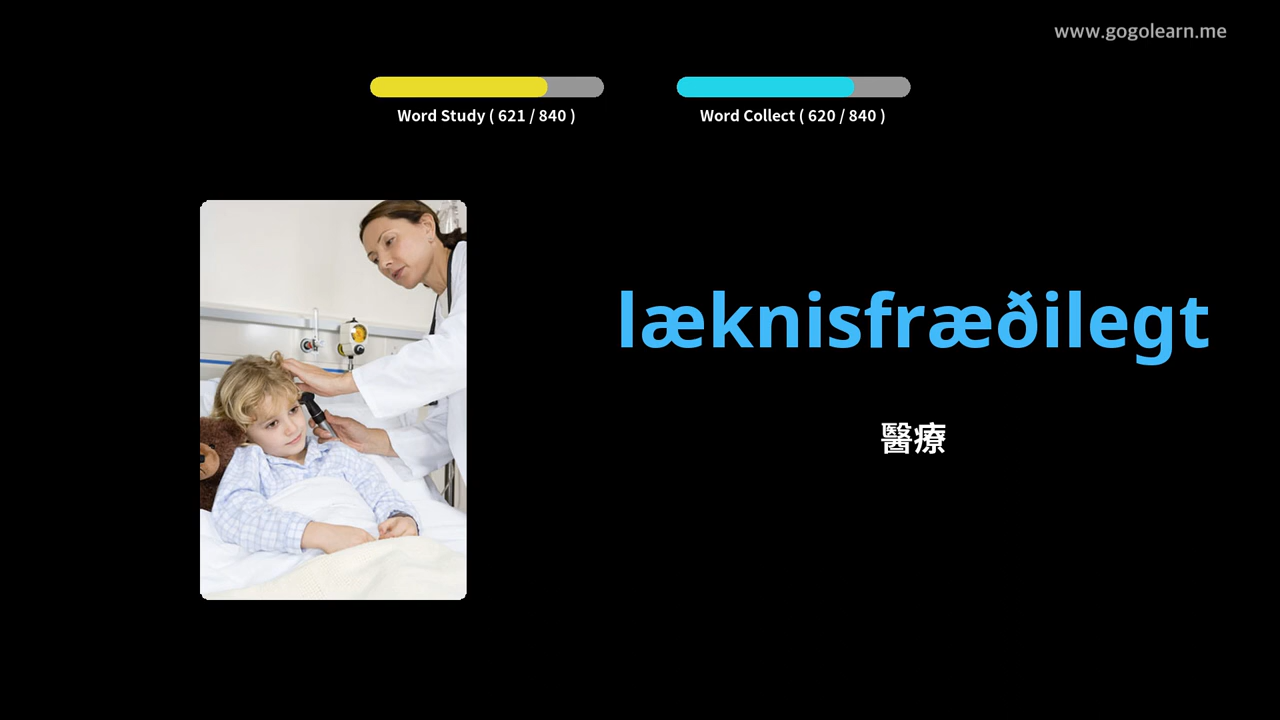 www.gogolearn.me
Word Study ( 621 / 840 )
Word Collect ( 620 / 840 )
læknisfræðilegt
醫療